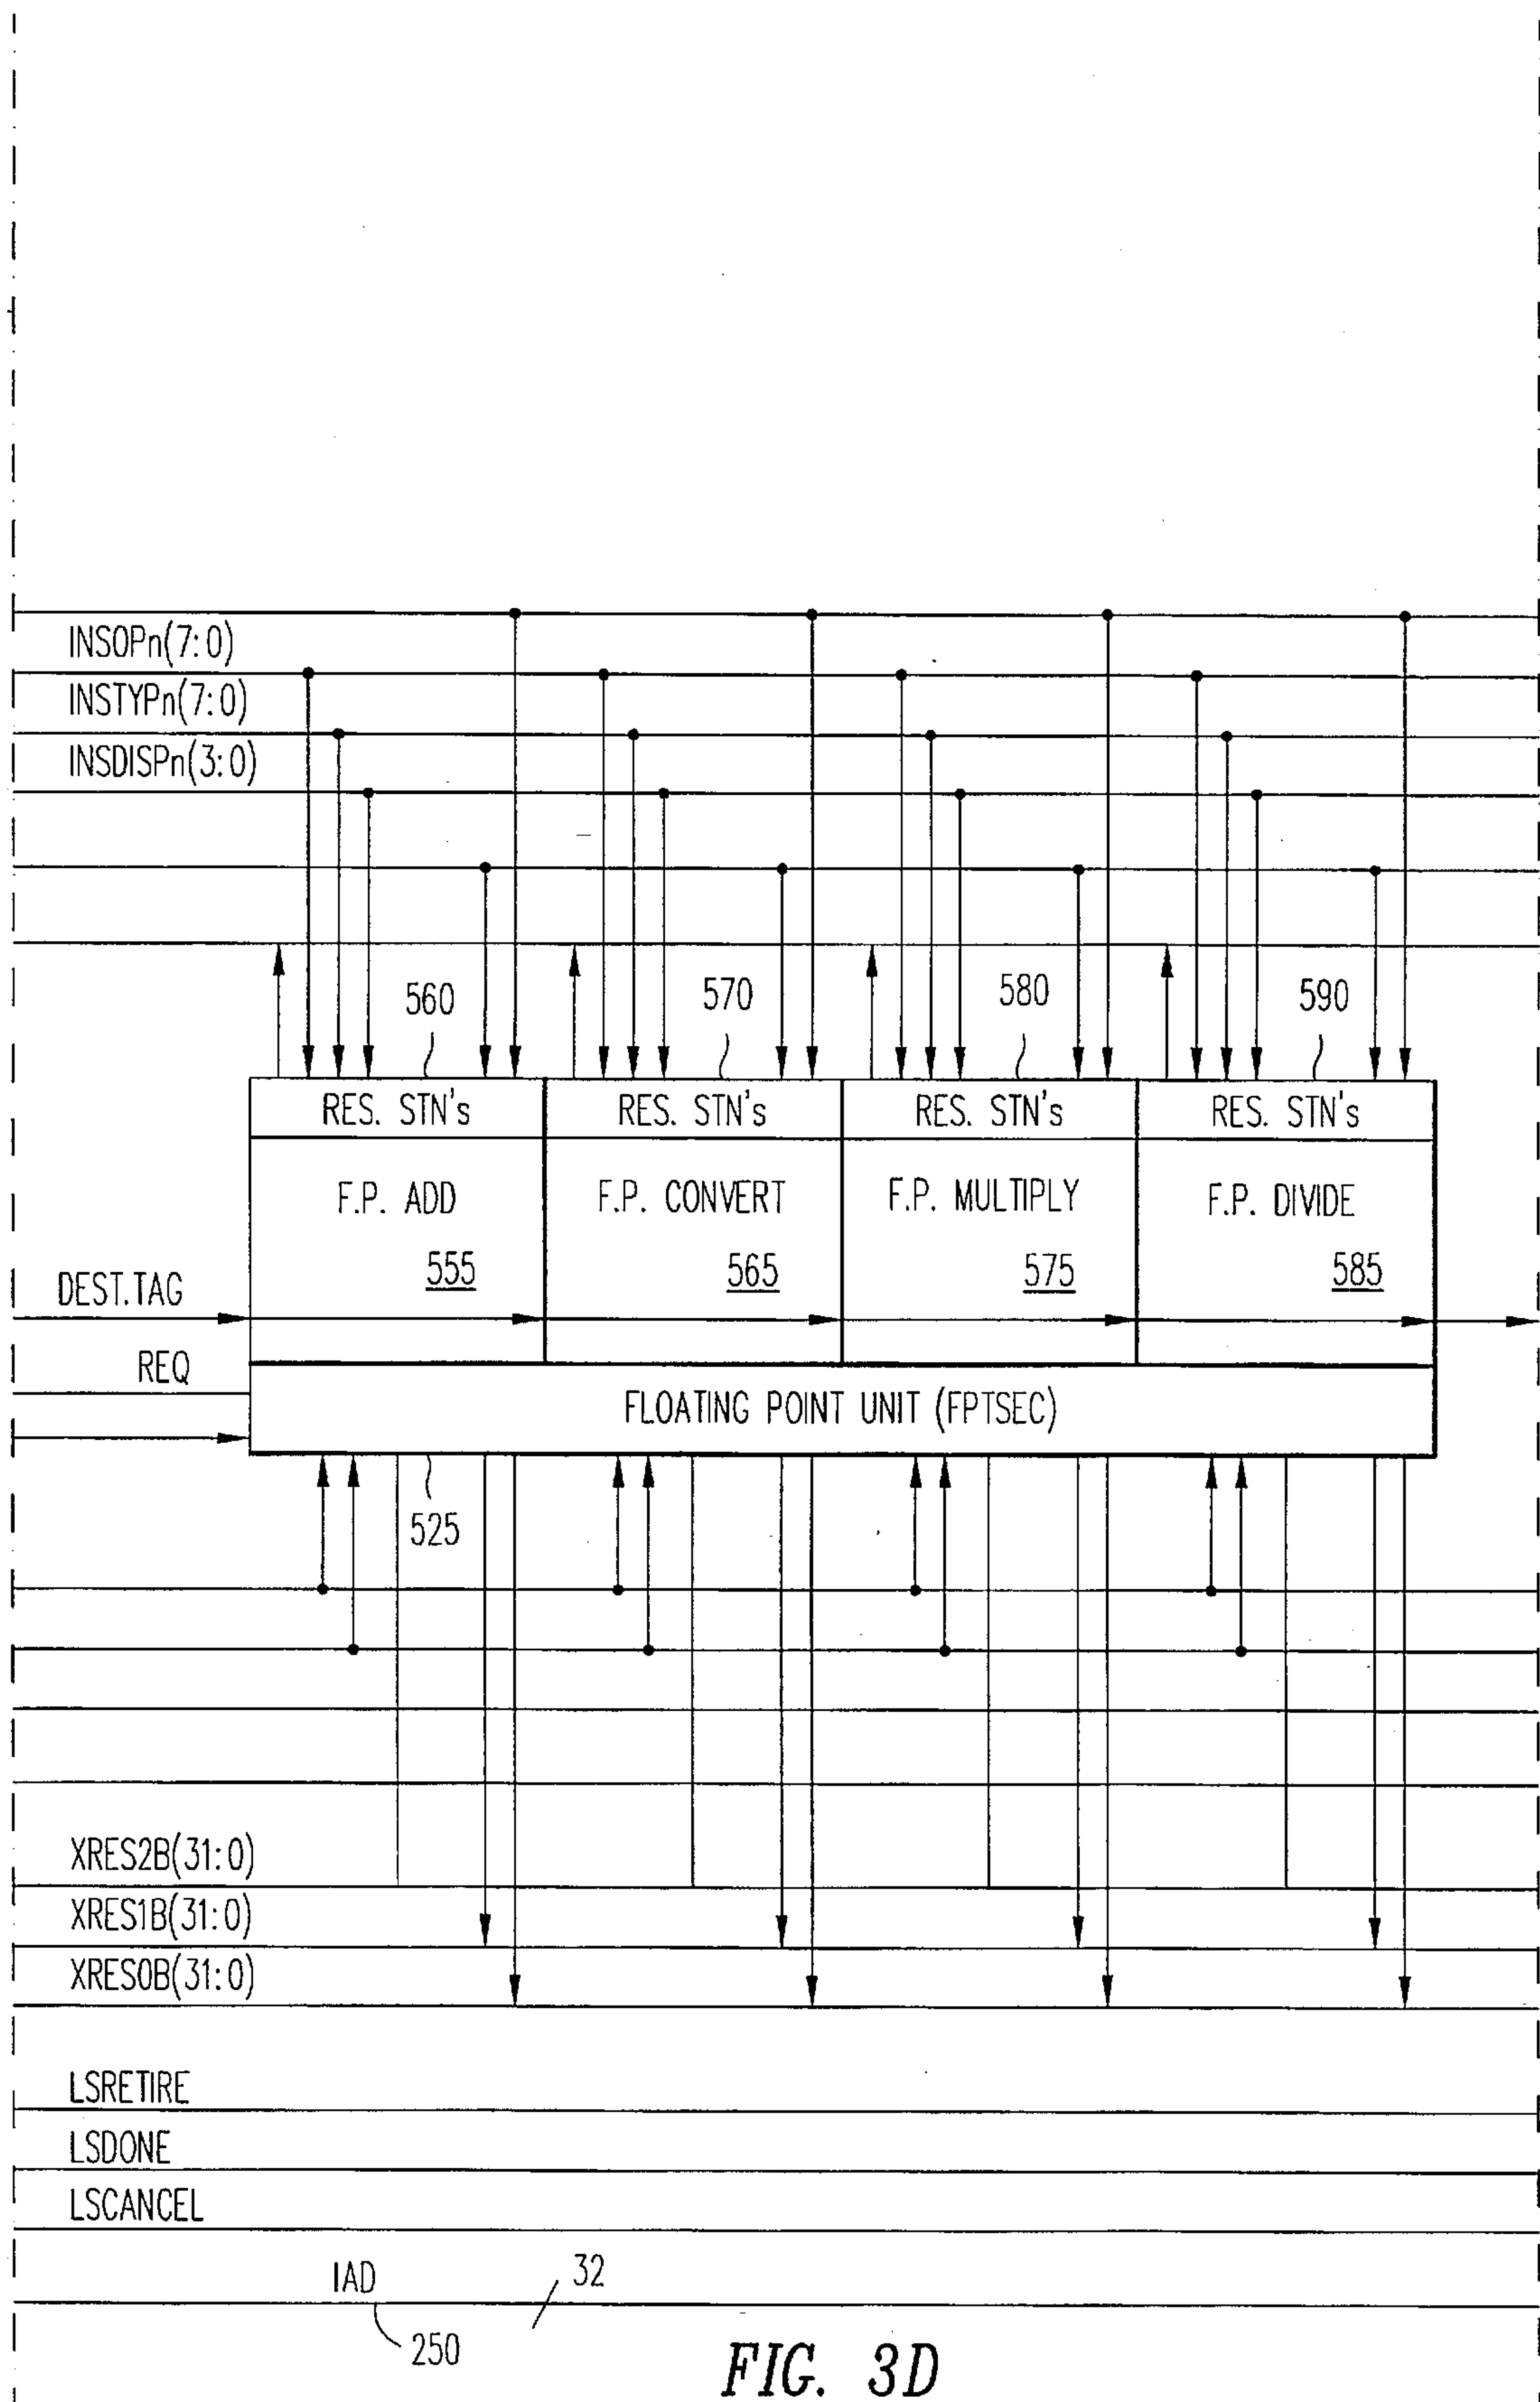 INSOPn(7:0)
INSTYPn(7:0)
INSDISPn(3:0)
560
570
580
590
RES. STN's
RES. STN's
RES. STN's
RES. STN's
F.P. ADD
F.P. CONVERT
F.P. MULTIPLY
F.P. DIVIDE
555
565
575
585
DEST.TAG
REQ
FLOATING POINT UNIT (FPTSEC)
525
XRES2B(31:0)
XRES1B(31:0)
XRES0B(31:0)
LSRETIRE
LSDONE
LSCANCEL
IAD
32
250
FIG. 3D